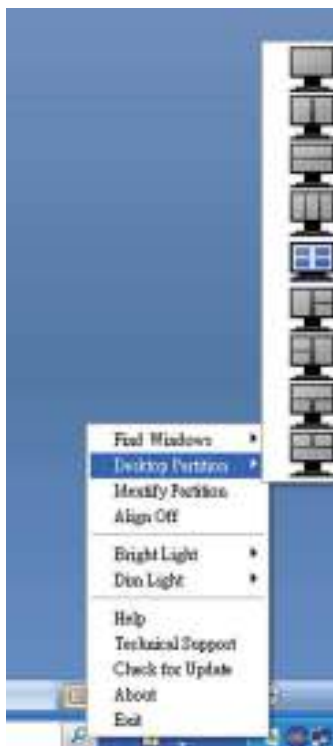 Find Windows
Desktop Partition
Identify Partition
Align Off
Bright Light
Dim Light
Help
Technical Support
Check for Update
About
Exit